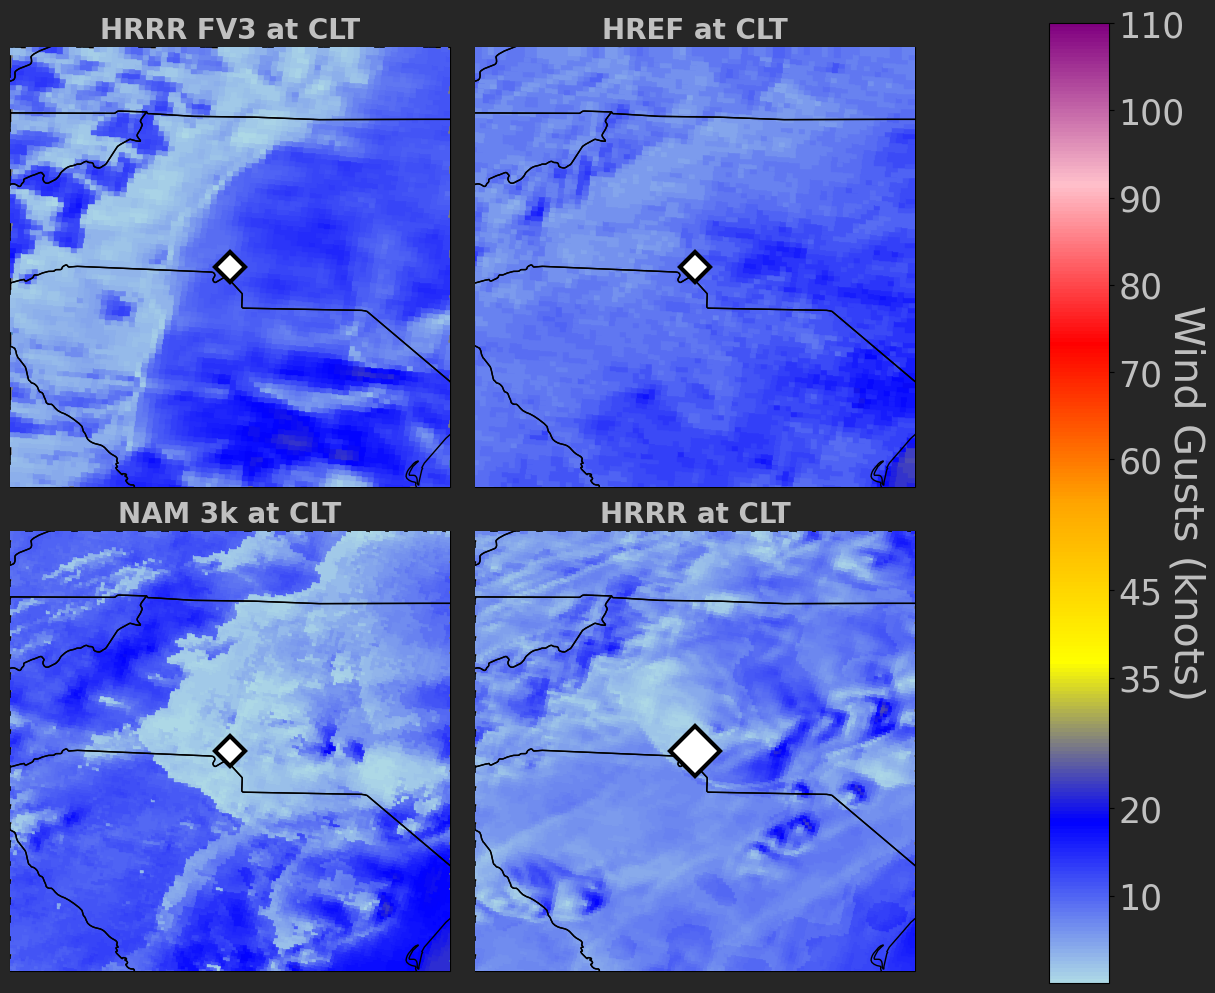 HRRR FV3 at CLT
HREF at CLT
NAM 3k at CLT
HRRR at CLT
110
100
90
80
70
60
45
35
20
10
Wind Gusts (knots)